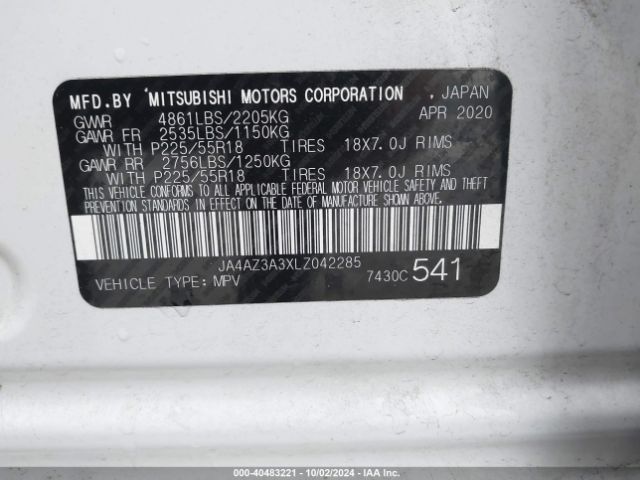 MFD.BY MITSUBISHI MOTORS CORPORATION , JAPAN
GVWR 4861LBS/2205KG APR 2020
GAWR FR 2535LBS/1150KG
WITH P225/55R18 TIRES 18X7.0J RIMS
GAWR RR 2756LBS/1250KG
WITH P225/55R18 TIRES 18X7.0J RIMS
THIS VEHICLE CONFORMS TO ALL APPLICABLE FEDERAL MOTOR VEHICLE SAFETY AND THEFT
PREVENTION STANDARDS IN EFFECT ON THE DATE OF MANUFACTURE SHOWN ABOVE.
JA4AZ3A3XLZ042285
VEHICLE TYPE: MPV 7430C 541
000-40483221 - 10/02/2024 - IAAI.COM